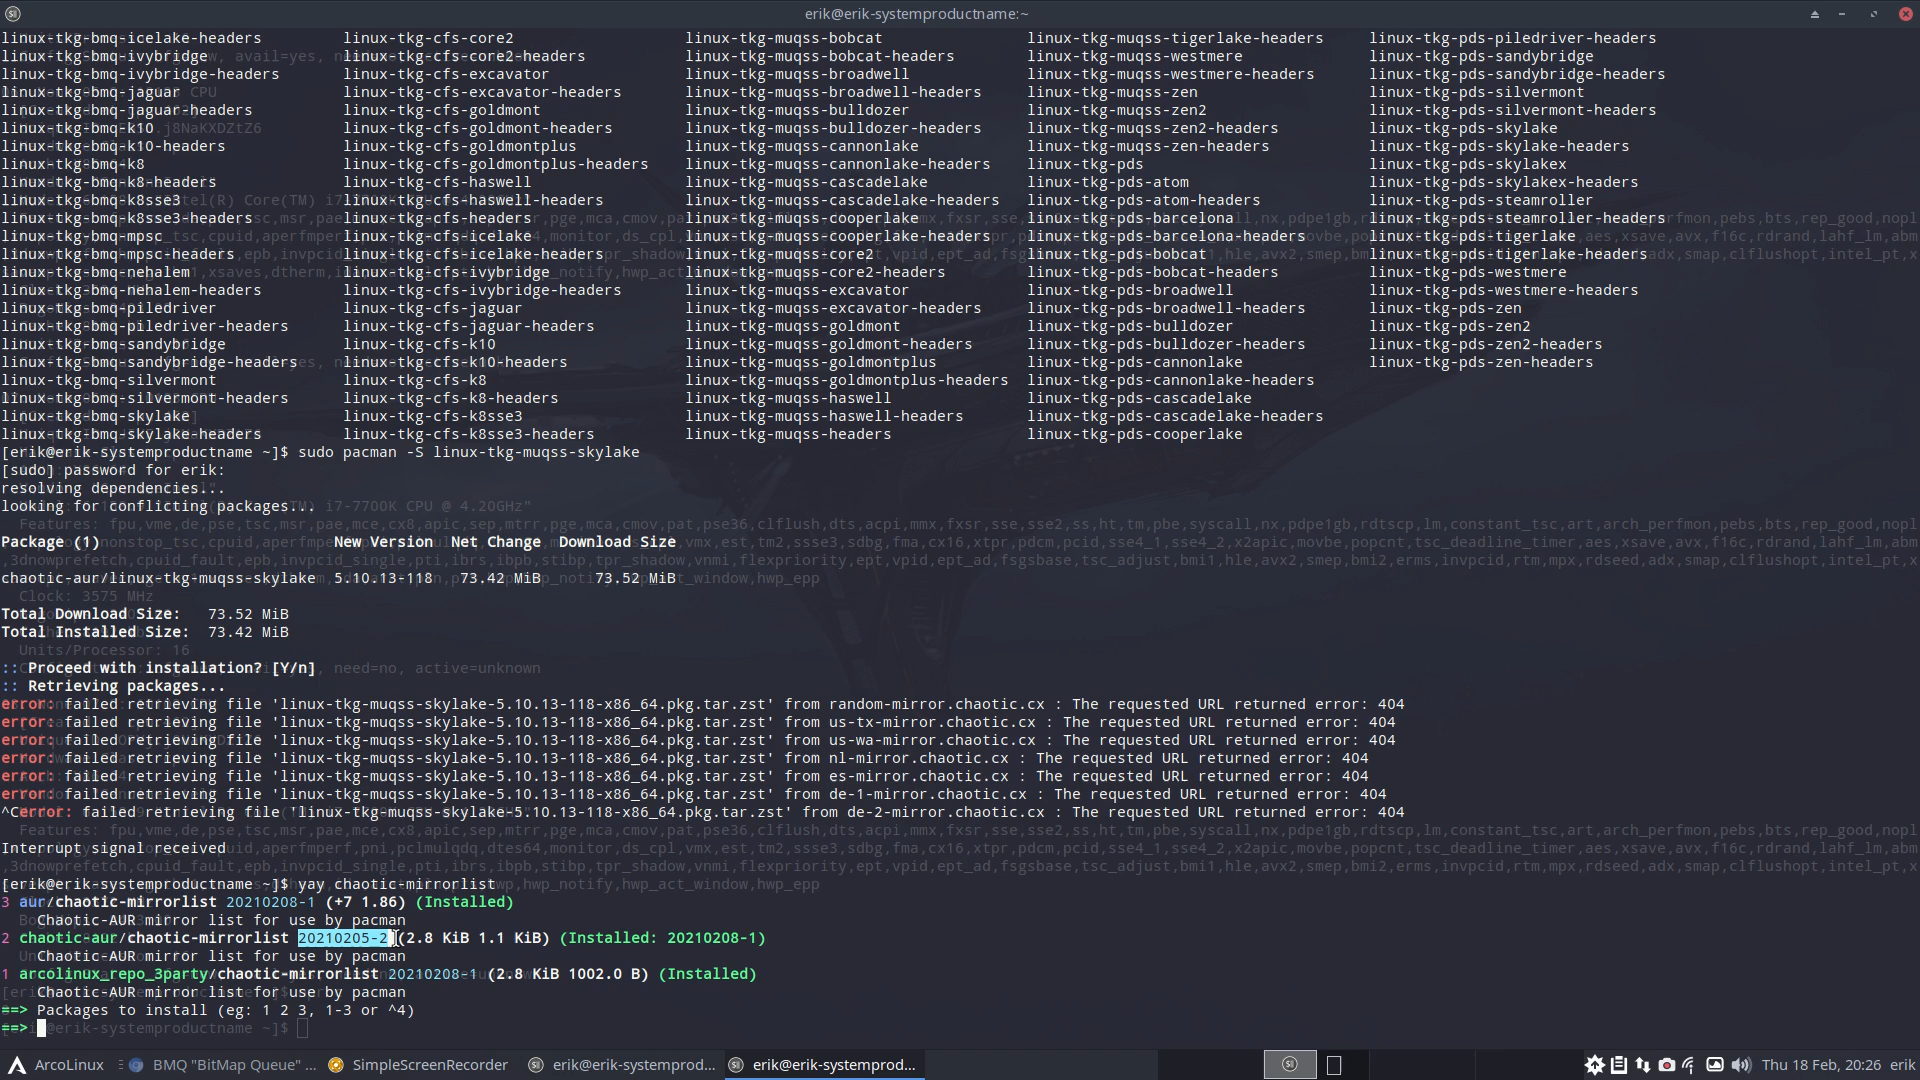 erik@erik-systemproductname:~
linux-tkg-bmq-icelake-headers linux-tkg-cfs-core2 linux-tkg-muqss-bobcat linux-tkg-muqss-tigerlake-headers linux-tkg-pds-piledriver-headers
linux-tkg-bmq-ivybridge linux-tkg-cfs-core2-headers linux-tkg-muqss-bobcat-headers linux-tkg-muqss-westmere linux-tkg-pds-sandybridge
linux-tkg-bmq-ivybridge-headers linux-tkg-cfs-excavator linux-tkg-muqss-broadwell linux-tkg-muqss-westmere-headers linux-tkg-pds-sandybridge-headers
linux-tkg-bmq-jaguar linux-tkg-cfs-excavator-headers linux-tkg-muqss-broadwell-headers linux-tkg-muqss-zen linux-tkg-pds-silvermont
linux-tkg-bmq-jaguar-headers linux-tkg-cfs-goldmont linux-tkg-muqss-bulldozer linux-tkg-muqss-zen2 linux-tkg-pds-silvermont-headers
linux-tkg-bmq-k10 linux-tkg-cfs-goldmont-headers linux-tkg-muqss-bulldozer-headers linux-tkg-muqss-zen2-headers linux-tkg-pds-skylake
linux-tkg-bmq-k10-headers linux-tkg-cfs-goldmontplus linux-tkg-muqss-cannonlake linux-tkg-muqss-zen-headers linux-tkg-pds-skylake-headers
linux-tkg-bmq-k8 linux-tkg-cfs-goldmontplus-headers linux-tkg-muqss-cannonlake-headers linux-tkg-pds linux-tkg-pds-skylakex
linux-tkg-bmq-k8-headers linux-tkg-cfs-haswell linux-tkg-muqss-cascadelake linux-tkg-pds-atom linux-tkg-pds-skylakex-headers
linux-tkg-bmq-k8sse3 linux-tkg-cfs-haswell-headers linux-tkg-muqss-cascadelake-headers linux-tkg-pds-atom-headers linux-tkg-pds-steamroller
linux-tkg-bmq-k8sse3-headers linux-tkg-cfs-headers linux-tkg-muqss-cooperlake linux-tkg-pds-barcelona linux-tkg-pds-steamroller-headers
linux-tkg-bmq-mpsc linux-tkg-cfs-icelake linux-tkg-muqss-cooperlake-headers linux-tkg-pds-barcelona-headers linux-tkg-pds-tigerlake
linux-tkg-bmq-mpsc-headers linux-tkg-cfs-icelake-headers linux-tkg-muqss-core2 linux-tkg-pds-bobcat linux-tkg-pds-tigerlake-headers
linux-tkg-bmq-nehalem linux-tkg-cfs-ivybridge linux-tkg-muqss-core2-headers linux-tkg-pds-bobcat-headers linux-tkg-pds-westmere
linux-tkg-bmq-nehalem-headers linux-tkg-cfs-ivybridge-headers linux-tkg-muqss-excavator linux-tkg-pds-broadwell linux-tkg-pds-westmere-headers
linux-tkg-bmq-piledriver linux-tkg-cfs-jaguar linux-tkg-muqss-excavator-headers linux-tkg-pds-broadwell-headers linux-tkg-pds-zen
linux-tkg-bmq-piledriver-headers linux-tkg-cfs-jaguar-headers linux-tkg-muqss-goldmont linux-tkg-pds-bulldozer linux-tkg-pds-zen2
linux-tkg-bmq-sandybridge linux-tkg-cfs-k10 linux-tkg-muqss-goldmont-headers linux-tkg-pds-bulldozer-headers linux-tkg-pds-zen2-headers
linux-tkg-bmq-sandybridge-headers linux-tkg-cfs-k10-headers linux-tkg-muqss-goldmontplus linux-tkg-pds-cannonlake linux-tkg-pds-zen-headers
linux-tkg-bmq-silvermont linux-tkg-cfs-k8 linux-tkg-muqss-goldmontplus-headers linux-tkg-pds-cannonlake-headers
linux-tkg-bmq-silvermont-headers linux-tkg-cfs-k8-headers linux-tkg-muqss-haswell linux-tkg-pds-cascadelake
linux-tkg-bmq-skylake linux-tkg-cfs-k8sse3 linux-tkg-muqss-haswell-headers linux-tkg-pds-cascadelake-headers
linux-tkg-bmq-skylake-headers linux-tkg-cfs-k8sse3-headers linux-tkg-muqss-headers linux-tkg-pds-cooperlake
[erik@erik-systemproductname ~]$ sudo pacman -S linux-tkg-muqss-skylake
[sudo] password for erik:
resolving dependencies...
looking for conflicting packages...
Package (1) New Version Net Change Download Size
chaotic-aur/linux-tkg-muqss-skylake 5.10.13-118 73.42 MiB 73.52 MiB
Total Download Size: 73.52 MiB
Total Installed Size: 73.42 MiB
:: Proceed with installation? [Y/n]
:: Retrieving packages...
error: failed retrieving file 'linux-tkg-muqss-skylake-5.10.13-118-x86_64.pkg.tar.zst' from random-mirror.chaotic.cx : The requested URL returned error: 404
error: failed retrieving file 'linux-tkg-muqss-skylake-5.10.13-118-x86_64.pkg.tar.zst' from us-tx-mirror.chaotic.cx : The requested URL returned error: 404
error: failed retrieving file 'linux-tkg-muqss-skylake-5.10.13-118-x86_64.pkg.tar.zst' from us-wa-mirror.chaotic.cx : The requested URL returned error: 404
error: failed retrieving file 'linux-tkg-muqss-skylake-5.10.13-118-x86_64.pkg.tar.zst' from nl-mirror.chaotic.cx : The requested URL returned error: 404
error: failed retrieving file 'linux-tkg-muqss-skylake-5.10.13-118-x86_64.pkg.tar.zst' from es-mirror.chaotic.cx : The requested URL returned error: 404
error: failed retrieving file 'linux-tkg-muqss-skylake-5.10.13-118-x86_64.pkg.tar.zst' from de-1-mirror.chaotic.cx : The requested URL returned error: 404
^Cerror: failed retrieving file 'linux-tkg-muqss-skylake-5.10.13-118-x86_64.pkg.tar.zst' from de-2-mirror.chaotic.cx : The requested URL returned error: 404
Interrupt signal received
[erik@erik-systemproductname ~]$ yay chaotic-mirrorlist
3 aur/chaotic-mirrorlist 20210208-1 (+7 1.86) (Installed)
Chaotic-AUR mirror list for use by pacman
2 chaotic-aur/chaotic-mirrorlist 20210205-2 (2.8 KiB 1.1 KiB) (Installed: 20210208-1)
Chaotic-AUR mirror list for use by pacman
1 arcolinux_repo_3party/chaotic-mirrorlist 20210208-1 (2.8 KiB 1002.0 B) (Installed)
Chaotic-AUR mirror list for use by pacman
==> Packages to install (eg: 1 2 3, 1-3 or ^4)
==>
ArcoLinux BMQ "BitMap Queue" ... SimpleScreenRecorder erik@erik-systemprod... erik@erik-systemprod... Thu 18 Feb, 20:26 erik